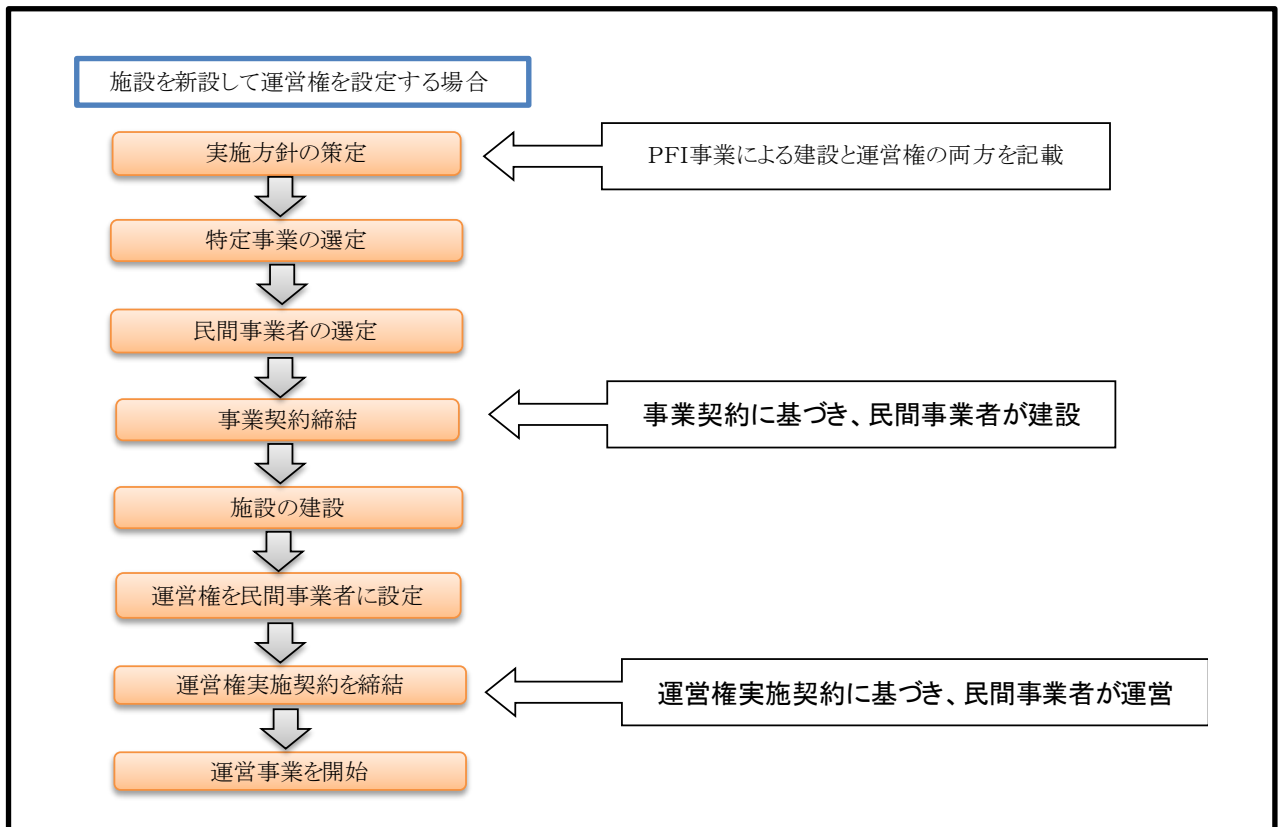 施設を新設して運営権を設定する場合
実施方針の策定
PFI事業による建設と運営権の両方を記載
特定事業の選定
民間事業者の選定
事業契約締結
事業契約に基づき、民間事業者が建設
施設の建設
運営権を民間事業者に設定
運営権実施契約を締結
運営権実施契約に基づき、民間事業者が運営
運営事業を開始